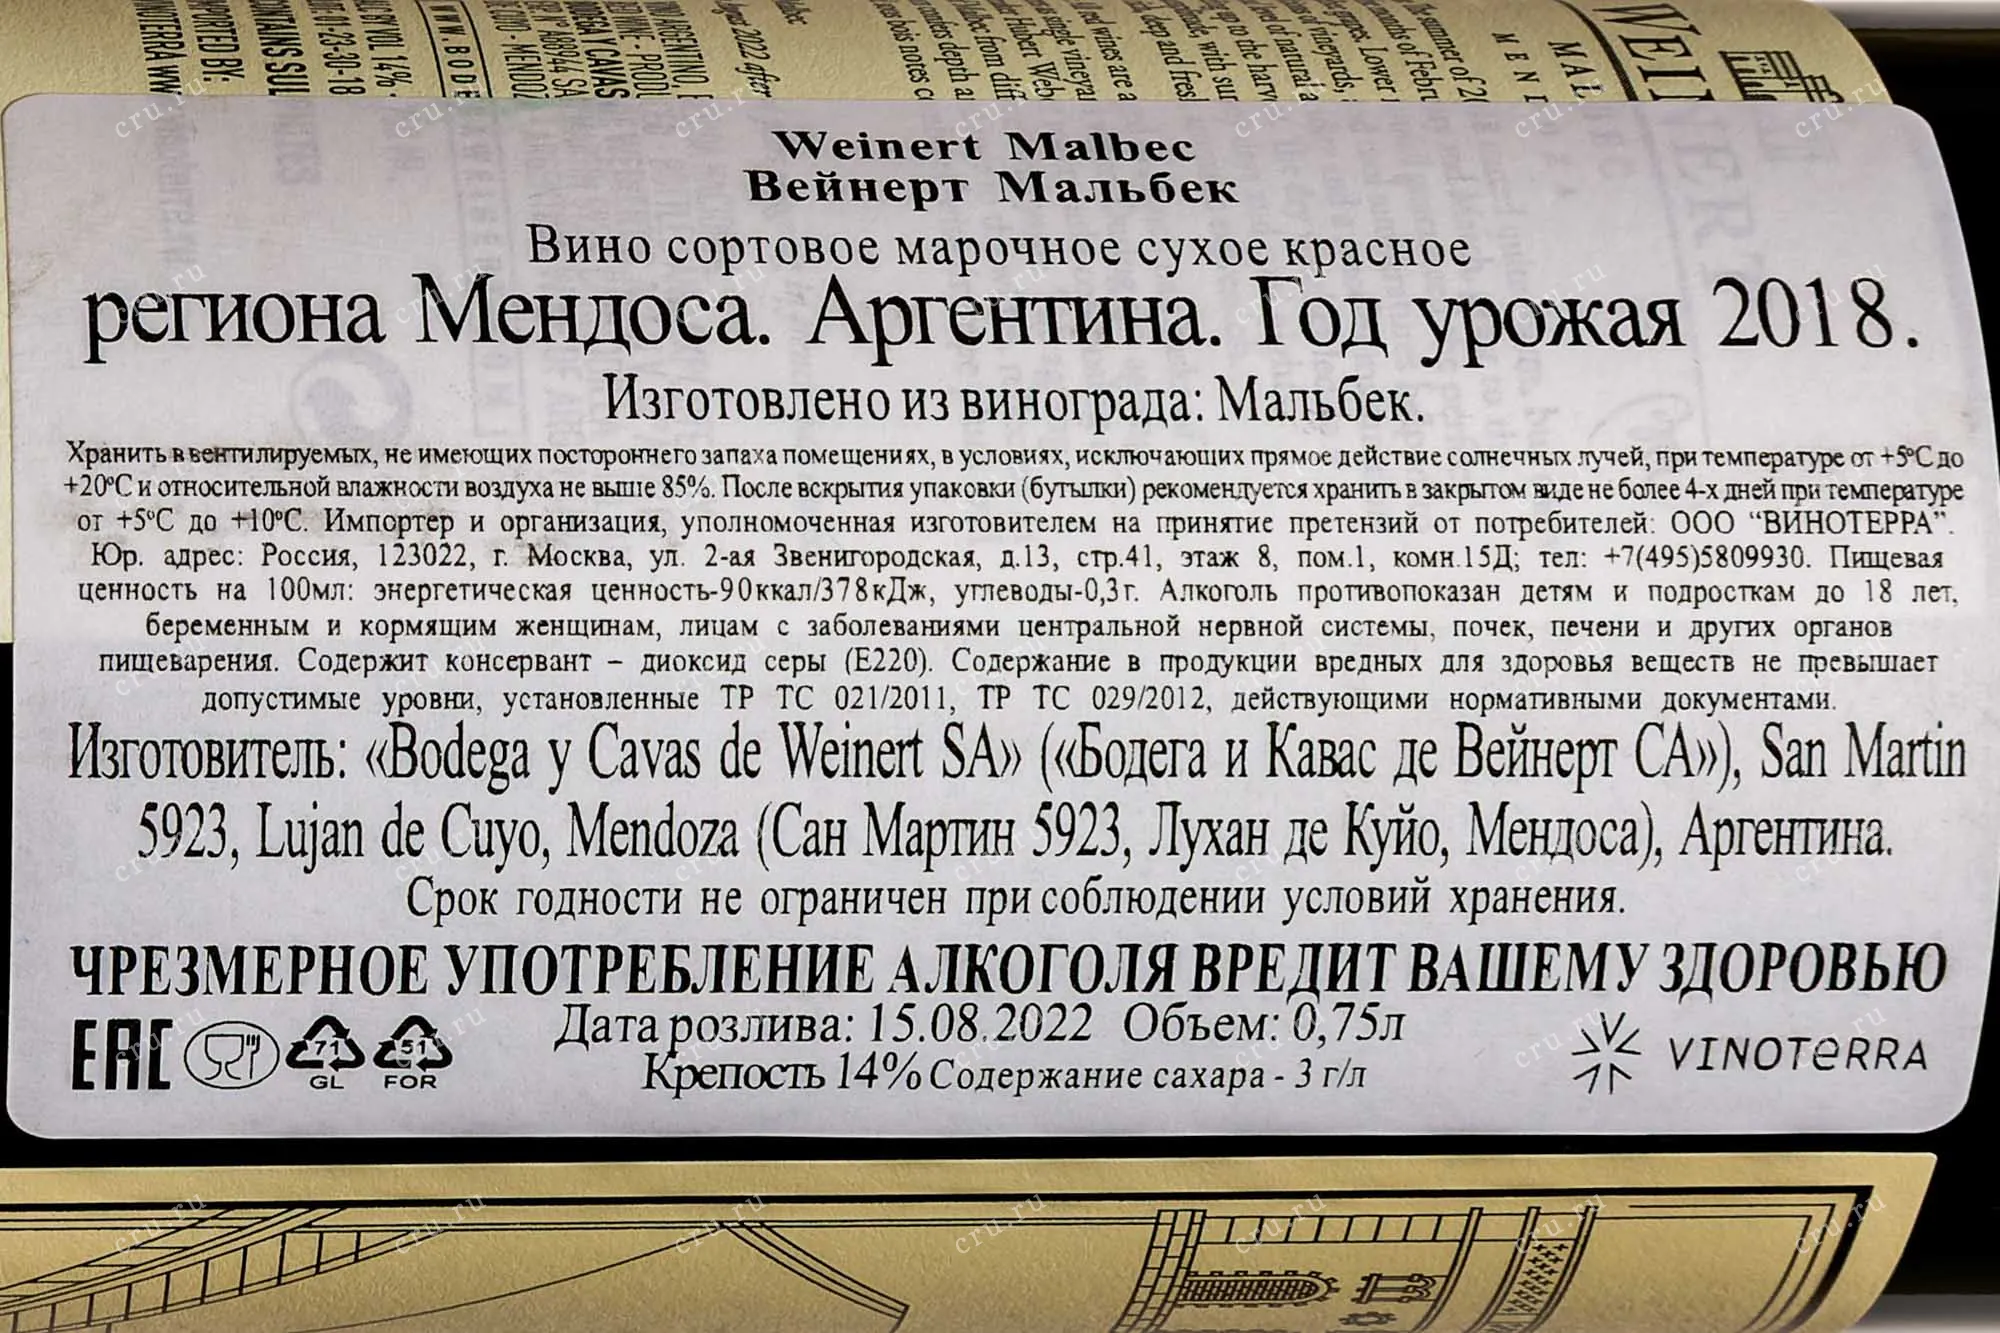 Weinert Malbec
Вейнерт Мальбек
Вино сортовое марочное сухое красное
региона Мендоса. Аргентина. Год урожая 2018.
Изготовлено из винограда: Мальбек.
Хранить в вентилируемых, не имеющих постороннего запаха помещениях, в условиях, исключающих прямое действие солнечных лучей, при температуре от +5ºС до
+20ºС и относительной влажности воздуха не выше 85%. После вскрытия упаковки (бутылки) рекомендуется хранить в закрытом виде не более 4-х дней при температуре
от +5ºС до +10ºС. Импортер и организация, уполномоченная изготовителем на принятие претензий от потребителей: ООО “ВИНОТЕРРА”.
Юр. адрес: Россия, 123022, г. Москва, ул. 2-ая Звенигородская, д.13, стр.41, этаж 8, пом.1, комн.15Д; тел: +7(495)5809930. Пищевая
ценность на 100мл: энергетическая ценность-90ккал/378кДж, углеводы-0,3г. Алкоголь противопоказан детям и подросткам до 18 лет,
беременным и кормящим женщинам, лицам с заболеваниями центральной нервной системы, почек, печени и других органов
пищеварения. Содержит консервант – диоксид серы (Е220). Содержание в продукции вредных для здоровья веществ не превышает
допустимые уровни, установленные ТР ТС 021/2011, ТР ТС 029/2012, действующими нормативными документами.
Изготовитель: «Bodega y Cavas de Weinert SA» («Бодега и Кавас де Вейнерт СА»), San Martin
5923, Lujan de Cuyo, Mendoza (Сан Мартин 5923, Лухан де Куйо, Мендоса), Аргентина.
Срок годности не ограничен при соблюдении условий хранения.
ЧРЕЗМЕРНОЕ УПОТРЕБЛЕНИЕ АЛКОГОЛЯ ВРЕДИТ ВАШЕМУ ЗДОРОВЬЮ
Дата розлива: 15.08.2022 Объем: 0,75л
Крепость 14% Содержание сахара - 3 г/л
EAC
71
GL
51
FOR
VINOTeRRA
cru.ru